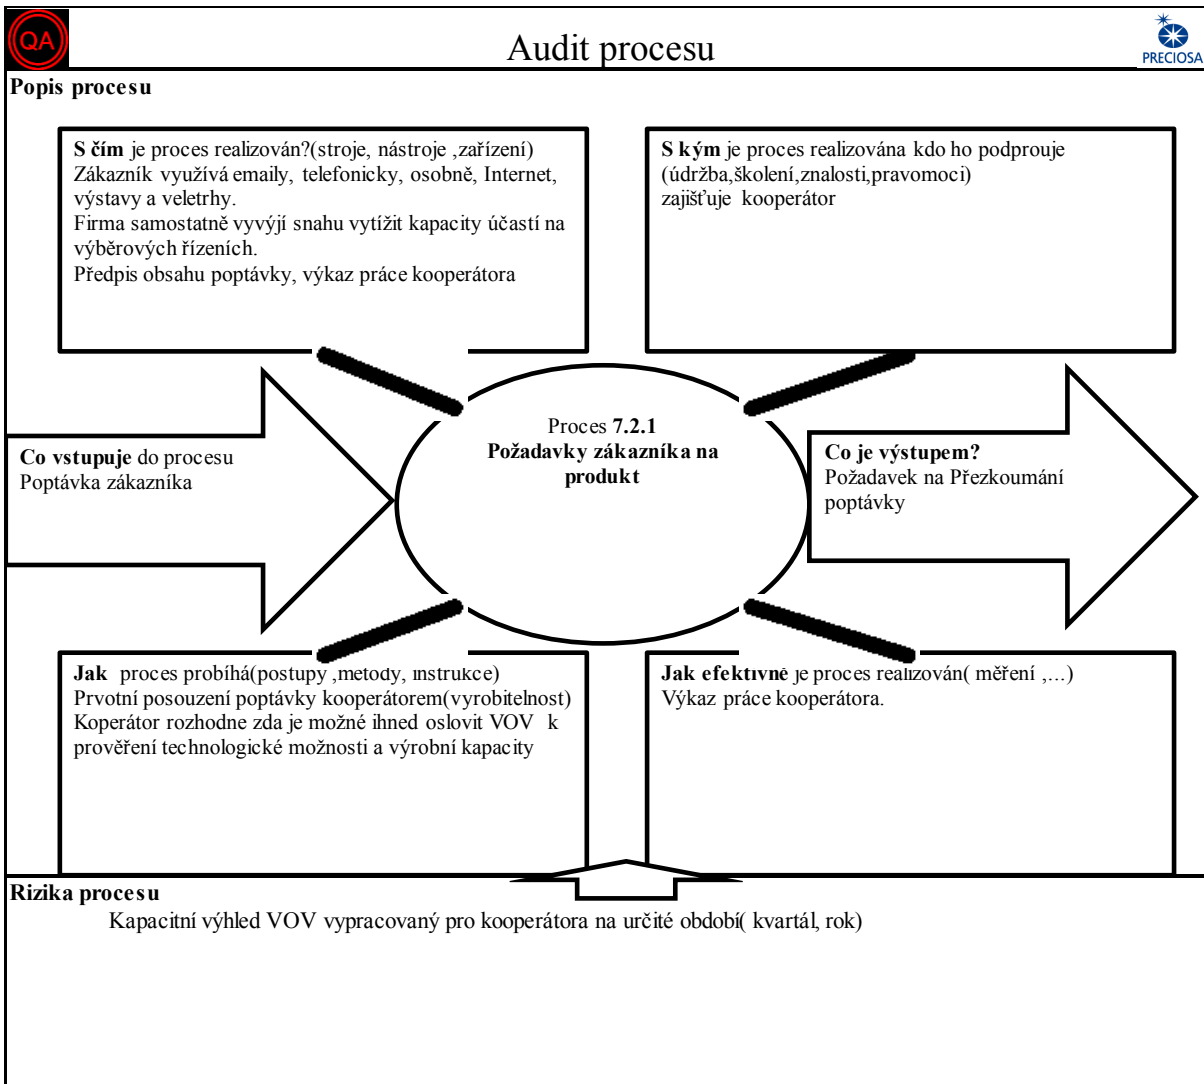 QA
Audit procesu
PRECIOSA
Popis procesu
S čím je proces realizován?(stroje, nástroje ,zařízení)
Zákazník využívá emaily, telefonicky, osobně, Internet,
výstavy a veletrhy.
Firma samostatně vyvýjí snahu vytížit kapacity účastí na
výběrových řízeních.
Předpis obsahu poptávky, výkaz práce kooperátora
S kým je proces realizována kdo ho podprouje
(údržba,školení,znalosti,pravomoci)
zajišťuje kooperátor
Co vstupuje do procesu
Poptávka zákazníka
Proces 7.2.1
Požadavky zákazníka na
produkt
Co je výstupem?
Požadavek na Přezkoumání
poptávky
Jak proces probíhá(postupy ,metody, instrukce)
Prvotní posouzení poptávky kooperátorem(vyrobitelnost)
Koperátor rozhodne zda je možné ihned oslovit VOV k
prověření technologické možnosti a výrobní kapacity
Jak efektivně je proces realizován( měření ,...)
Výkaz práce kooperátora.
Rizika procesu
Kapacitní výhled VOV vypracovaný pro kooperátora na určité období( kvartál, rok)